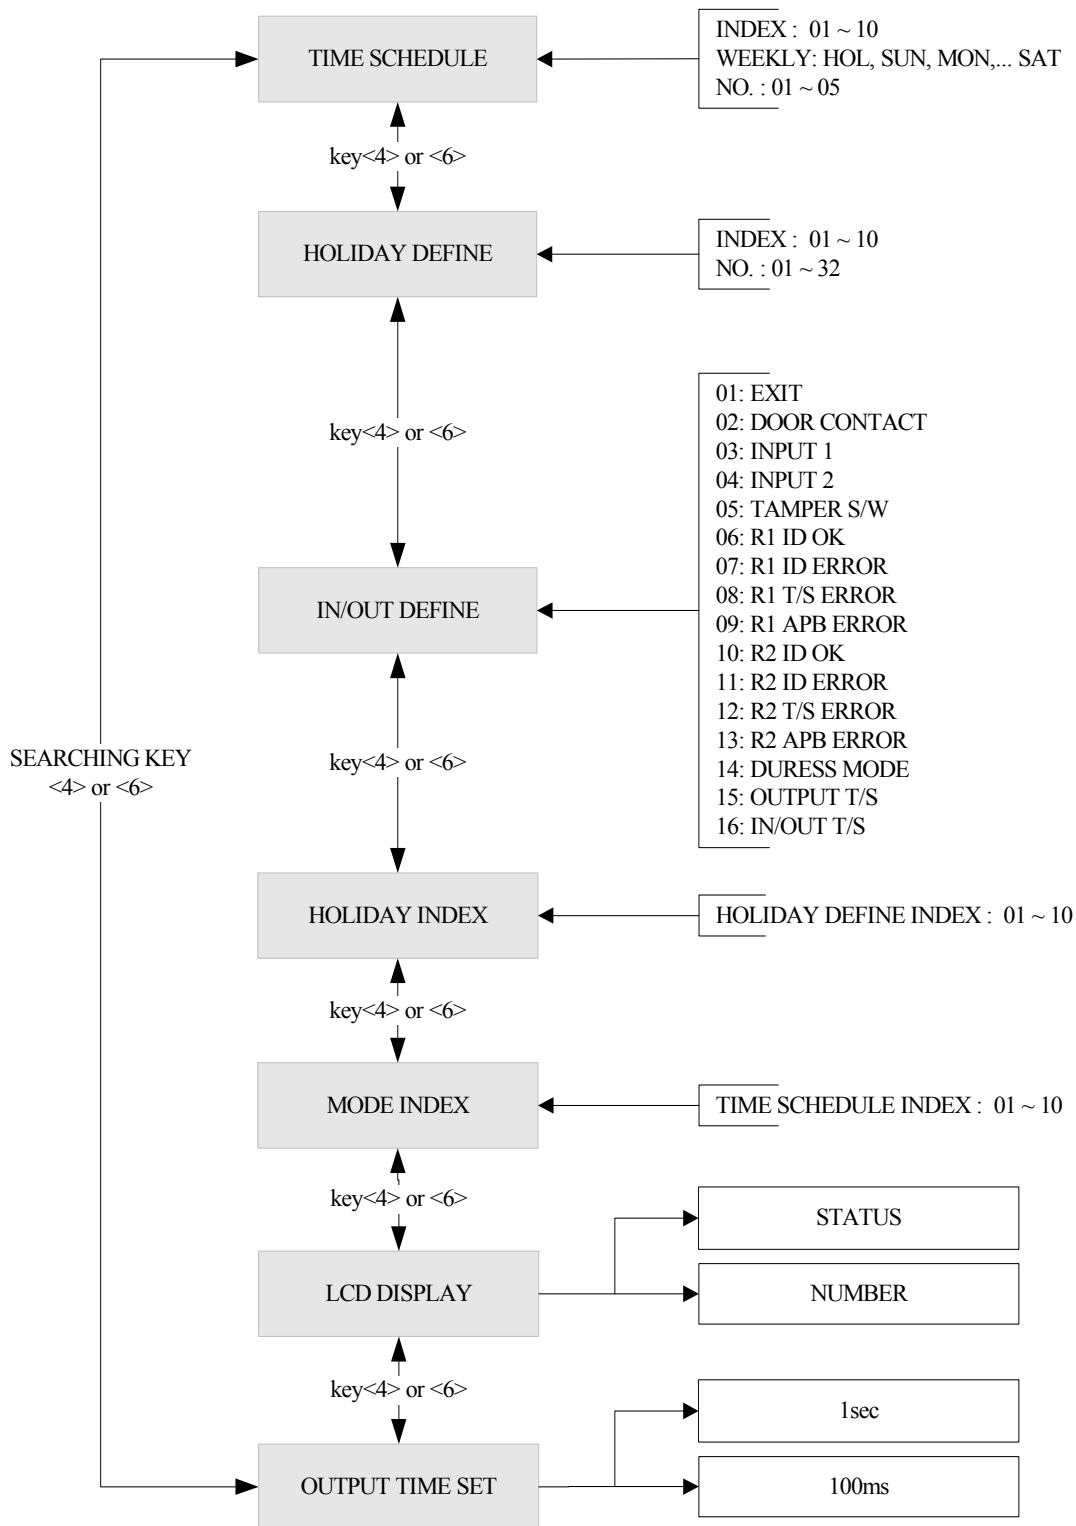 TIME SCHEDULE
INDEX : 01 ~ 10
WEEKLY: HOL, SUN, MON,... SAT
NO. : 01 ~ 05
key<4> or <6>
HOLIDAY DEFINE
INDEX : 01 ~ 10
NO. : 01 ~ 32
key<4> or <6>
IN/OUT DEFINE
01: EXIT
02: DOOR CONTACT
03: INPUT 1
04: INPUT 2
05: TAMPER S/W
06: R1 ID OK
07: R1 ID ERROR
08: R1 T/S ERROR
09: R1 APB ERROR
10: R2 ID OK
11: R2 ID ERROR
12: R2 T/S ERROR
13: R2 APB ERROR
14: DURESS MODE
15: OUTPUT T/S
16: IN/OUT T/S
SEARCHING KEY
<4> or <6>
key<4> or <6>
HOLIDAY INDEX
HOLIDAY DEFINE INDEX : 01 ~ 10
key<4> or <6>
MODE INDEX
TIME SCHEDULE INDEX : 01 ~ 10
key<4> or <6>
LCD DISPLAY
STATUS
NUMBER
key<4> or <6>
OUTPUT TIME SET
1sec
100ms